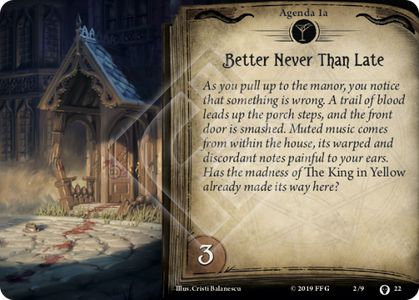 Agenda 1a
Better Never Than Late
As you pull up to the manor, you notice
that something is wrong. A trail of blood
leads up the porch steps, and the front
door is smashed. Muted music comes
from within the house, its warped and
discordant notes painful to your ears.
Has the madness of The King in Yellow
already made its way here?
3
Illus. Cristi Balanescu © 2019 FFG 2/9 22